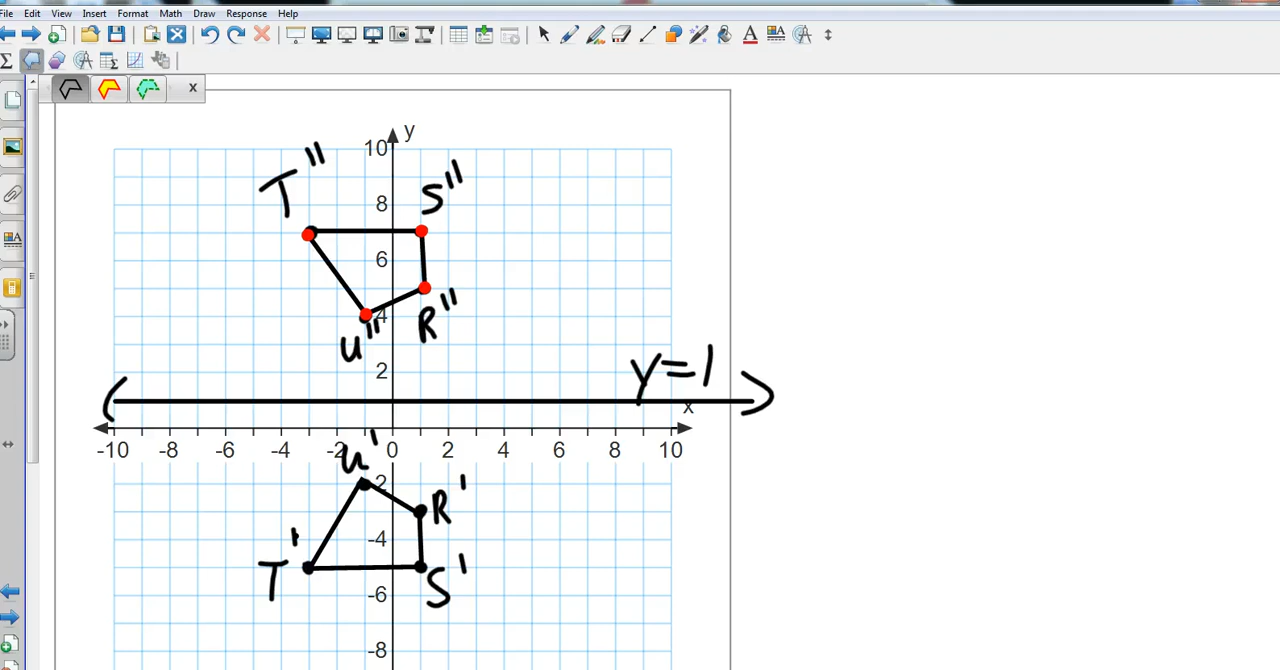 File Edit View Insert Format Math Draw Response Help
x
10 y
T" S"
8
6
4
U" R"
2
y=1
x
-10 -8 -6 -4 -2 0 2 4 6 8 10
U'
-2
R'
-4
T' S'
-6
-8